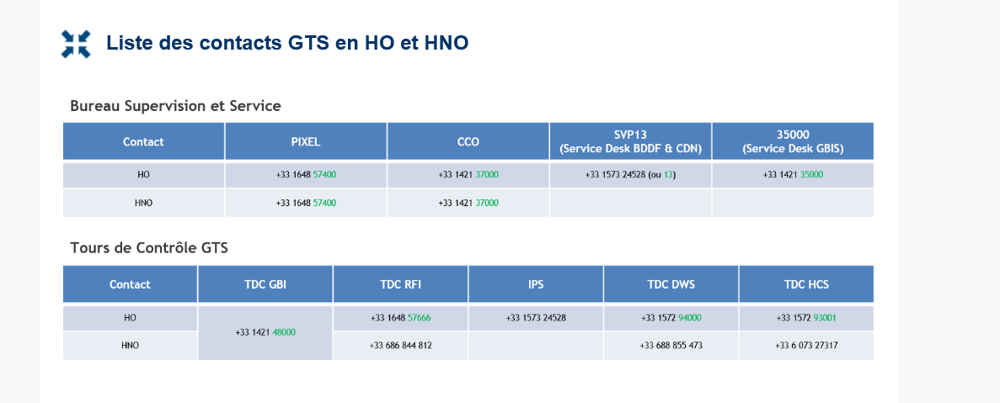 Liste des contacts GTS en HO et HNO
Bureau Supervision et Service
Contact PIXEL CCO SVP13 (Service Desk BDDF & CDN) 35000 (Service Desk GBIS)
HO +33 1648 57400 +33 1421 37000 +33 1573 24528 (ou 13) +33 1421 35000
HNO +33 1648 57400 +33 1421 37000
Tours de Contrôle GTS
Contact TDC GBI TDC RFI IPS TDC DWS TDC HCS
HO +33 1421 48000 +33 1648 57666 +33 1573 24528 +33 1572 94000 +33 1572 93001
HNO +33 686 844 812 +33 688 855 473 +33 6 073 27317